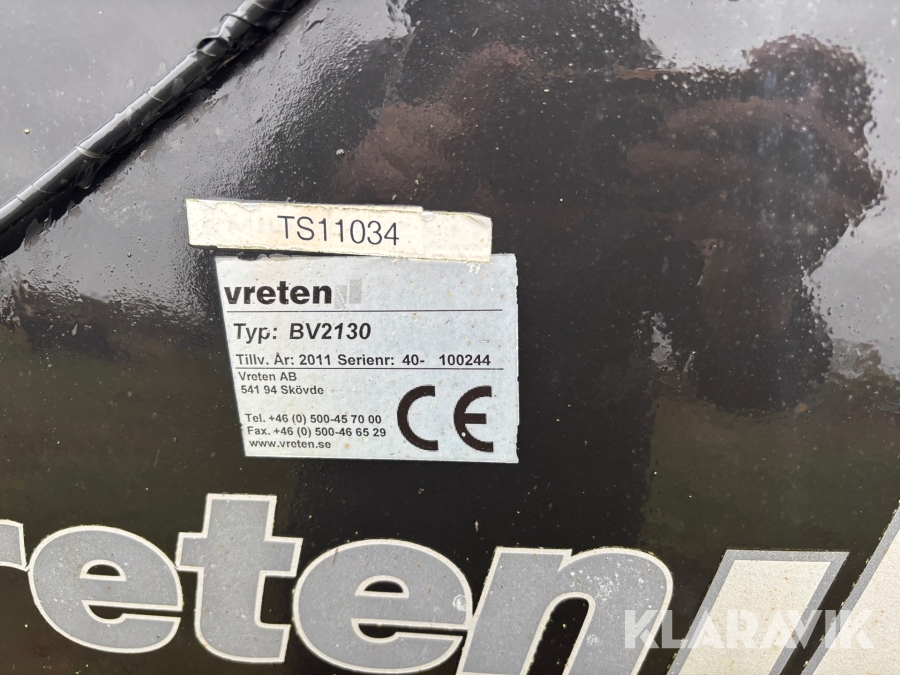 TS11034
vreten
Typ: BV2130
Tillv. År: 2011 Serienr: 40- 100244
Vreten AB
541 94 Skövde
Tel. +46 (0) 500-45 70 00
Fax. +46 (0) 500-46 65 29
www.vreten.se
CE
reten
KLARAVIK